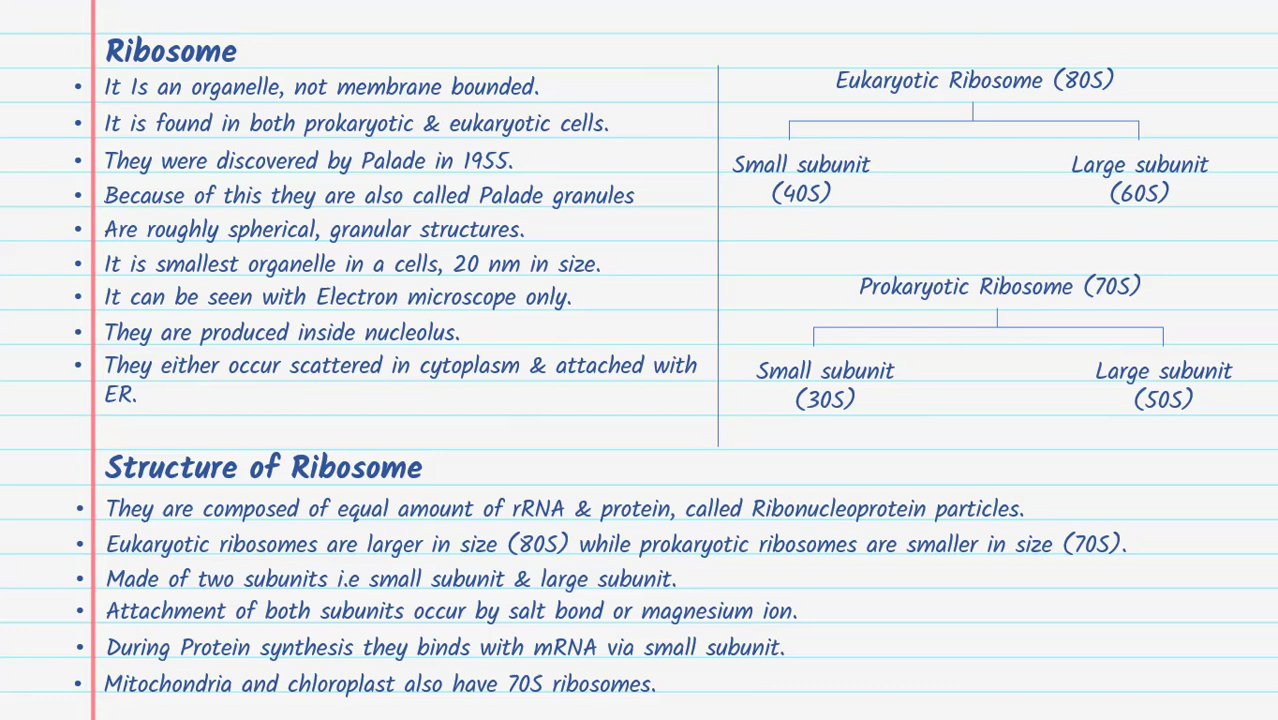 Ribosome
• It Is an organelle, not membrane bounded.
• It is found in both prokaryotic & eukaryotic cells.
• They were discovered by Palade in 1955.
• Because of this they are also called Palade granules
• Are roughly spherical, granular structures.
• It is smallest organelle in a cells, 20 nm in size.
• It can be seen with Electron microscope only.
• They are produced inside nucleolus.
• They either occur scattered in cytoplasm & attached with
ER.
Eukaryotic Ribosome (80S)
Small subunit
(40S)
Large subunit
(60S)
Prokaryotic Ribosome (70S)
Small subunit
(30S)
Large subunit
(50S)
Structure of Ribosome
• They are composed of equal amount of rRNA & protein, called Ribonucleoprotein particles.
• Eukaryotic ribosomes are larger in size (80S) while prokaryotic ribosomes are smaller in size (70S).
• Made of two subunits i.e small subunit & large subunit.
• Attachment of both subunits occur by salt bond or magnesium ion.
• During Protein synthesis they binds with mRNA via small subunit.
• Mitochondria and chloroplast also have 70S ribosomes.